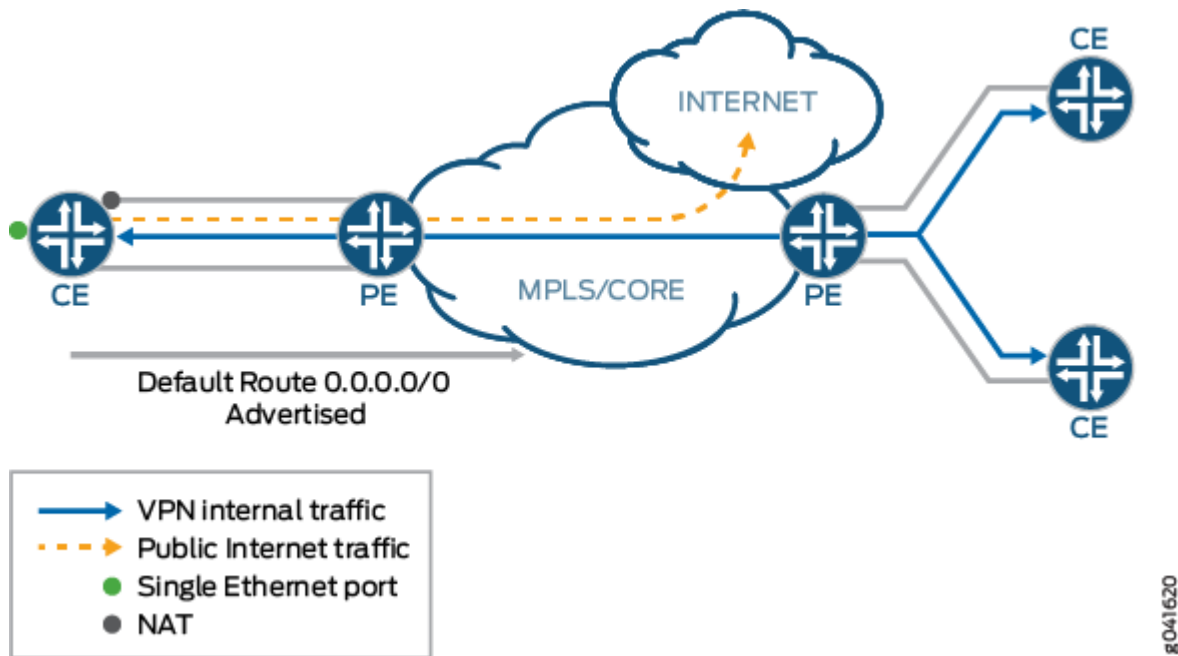 CE
INTERNET
CE
PE
MPLS/CORE
PE
Default Route 0.0.0.0/0
Advertised
CE
VPN internal traffic
Public Internet traffic
Single Ethernet port
NAT
g041620